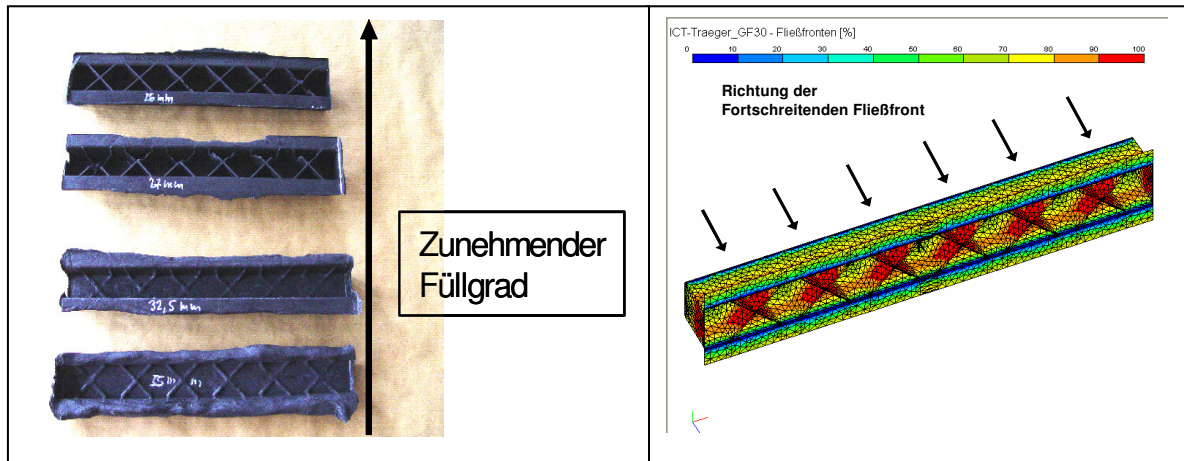 mm
27 mm
32,5 mm
Zunehmender
Füllgrad
ICT-Traeger_GF30 - Fließfronten [%]
0 10 20 30 40 50 60 70 80 90 100
Richtung der
Fortschreitenden Fließfront